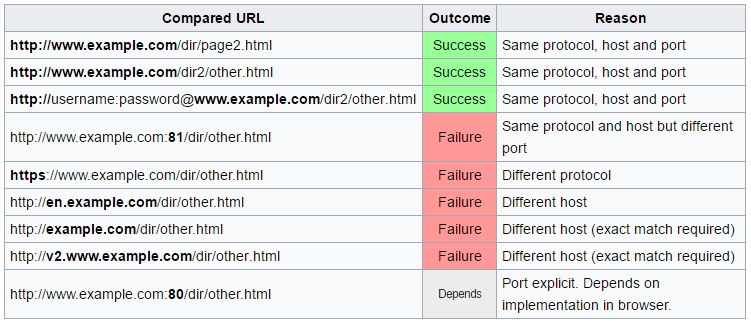 Compared URL Outcome Reason
http://www.example.com/dir/page2.html Success Same protocol, host and port
http://www.example.com/dir2/other.html Success Same protocol, host and port
http://username:password@www.example.com/dir2/other.html Success Same protocol, host and port
http://www.example.com:81/dir/other.html Failure Same protocol and host but different
port
https://www.example.com/dir/other.html Failure Different protocol
http://en.example.com/dir/other.html Failure Different host
http://example.com/dir/other.html Failure Different host (exact match required)
http://v2.www.example.com/dir/other.html Failure Different host (exact match required)
http://www.example.com:80/dir/other.html Depends Port explicit. Depends on
implementation in browser.